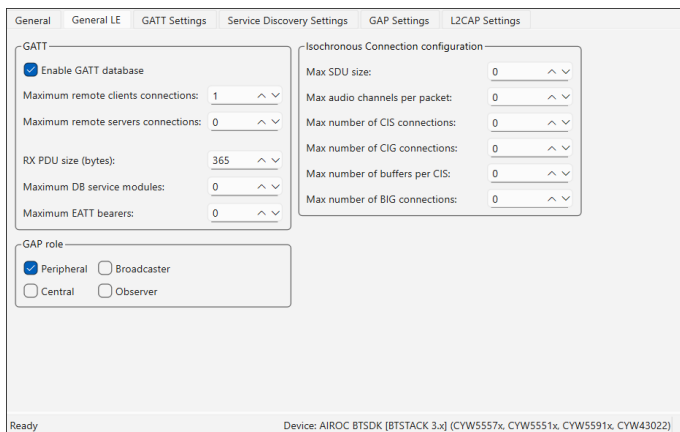 General General LE GATT Settings Service Discovery Settings GAP Settings L2CAP Settings
GATT
Enable GATT database
Maximum remote clients connections: 1
Maximum remote servers connections: 0
RX PDU size (bytes): 365
Maximum DB service modules: 0
Maximum EATT bearers: 0
Isochronous Connection configuration
Max SDU size: 0
Max audio channels per packet: 0
Max number of CIS connections: 0
Max number of CIG connections: 0
Max number of buffers per CIS: 0
Max number of BIG connections: 0
GAP role
Peripheral Broadcaster
Central Observer
Ready Device: AIROC BTSDK [BTSTACK 3.x] (CYW5557x, CYW5551x, CYW5591x, CYW43022)